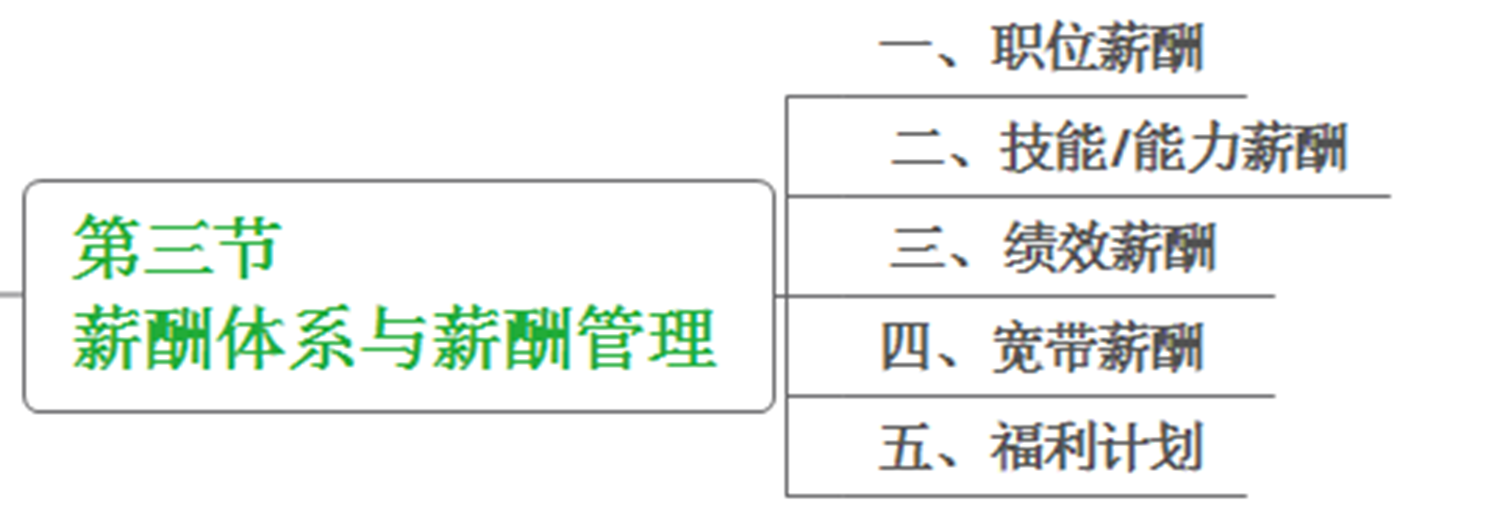 第三节
薪酬体系与薪酬管理
一、职位薪酬
二、技能/能力薪酬
三、绩效薪酬
四、宽带薪酬
五、福利计划